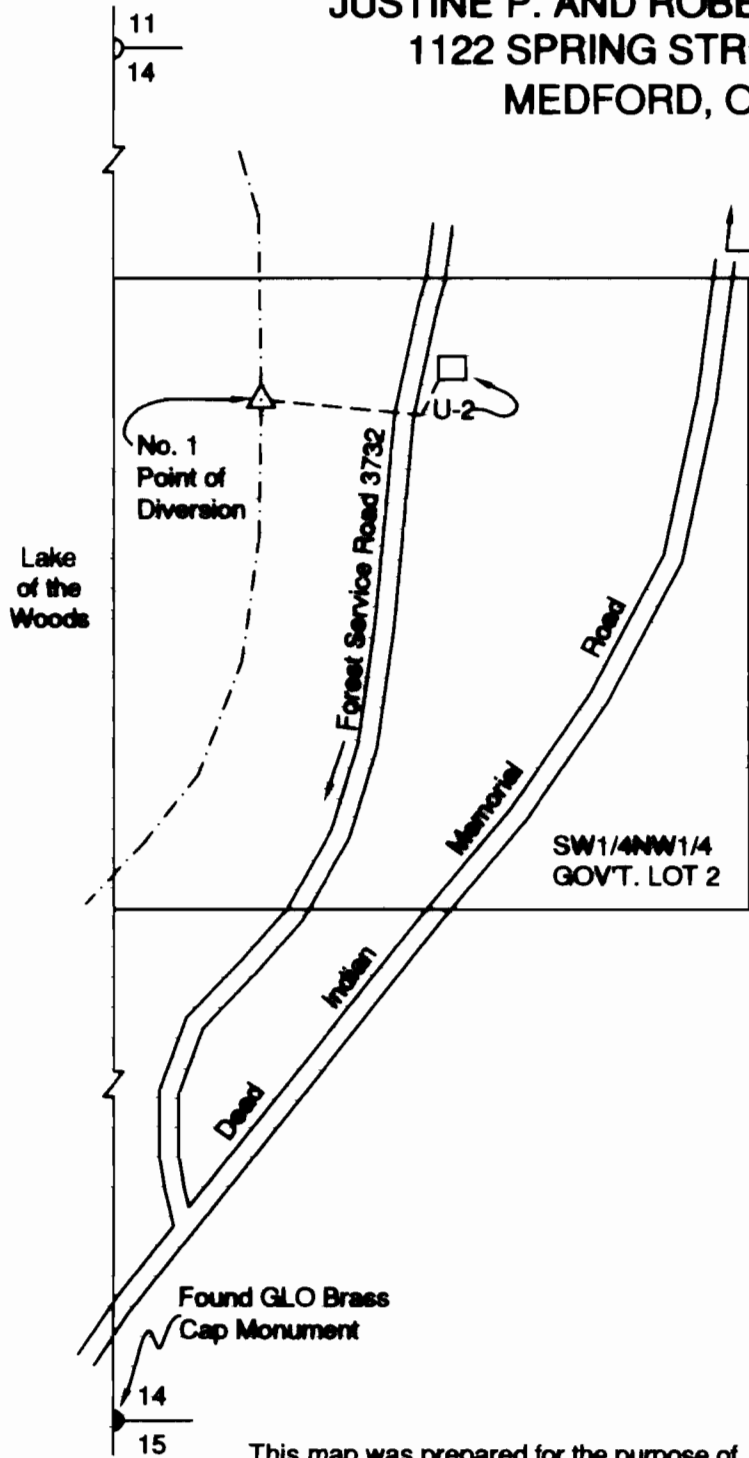 JUSTINE P. AND
1122 SPRING
MEDFORD,
11
14
No. 1
Point of
Diversion
U-2
Lake
of the
Woods
Forest Service Road 3732
Road
Memorial
Indian
Dead
SW1/4NW1/4
GOV'T. LOT 2
Found GLO Brass
Cap Monument
14
15
This map was prepared for the purpose of